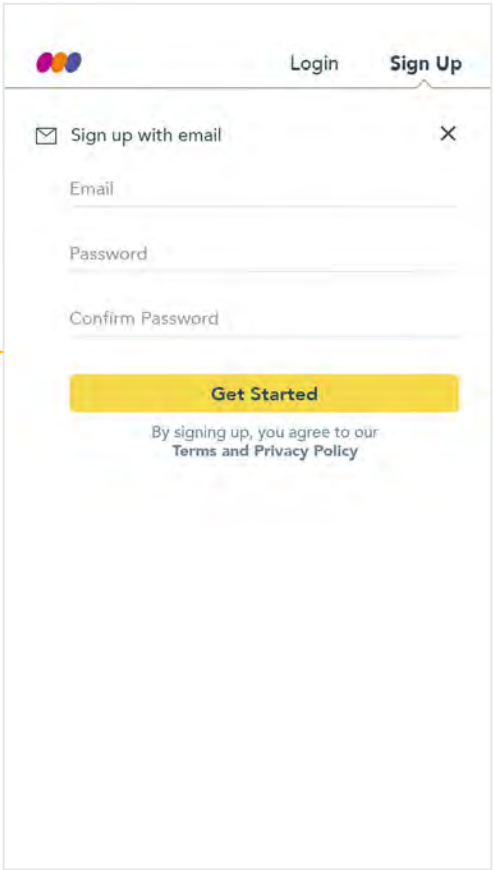 Login Sign Up
Sign up with email
Email
Password
Confirm Password
Get Started
By signing up, you agree to our
Terms and Privacy Policy